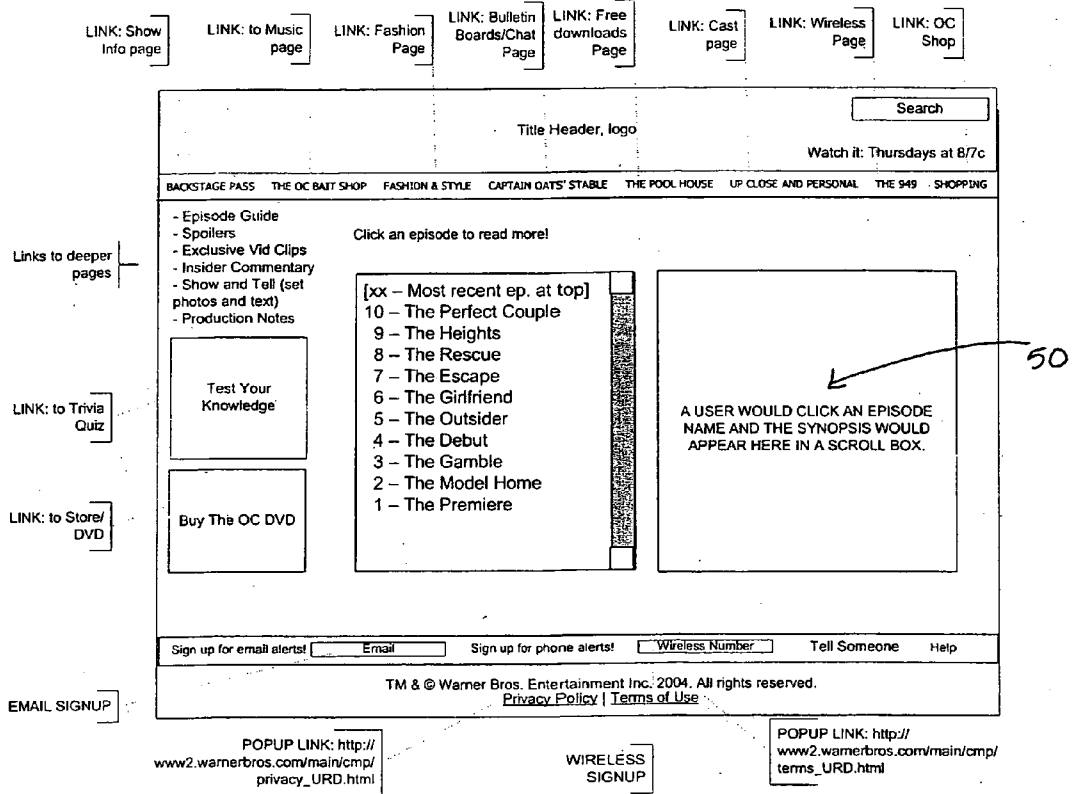 LINK: Show
Info page
LINK: to Music
page
LINK: Fashion
Page
LINK: Bulletin
Boards/Chat
Page
LINK: Free
downloads
Page
LINK: Cast
page
LINK: Wireless
Page
LINK: OC
Shop
Search
Title Header, logo
Watch it: Thursdays at 8/7c
BACKSTAGE PASS THE OC BAIT SHOP FASHION & STYLE CAPTAIN OATS' STABLE THE POOL HOUSE UP CLOSE AND PERSONAL THE 949 SHOPPING
Links to deeper
pages
- Episode Guide
- Spoilers
- Exclusive Vid Clips
- Insider Commentary
- Show and Tell (set
photos and text)
- Production Notes
Click an episode to read more!
[xx – Most recent ep. at top]
10 – The Perfect Couple
9 – The Heights
8 – The Rescue
7 – The Escape
6 – The Girlfriend
5 – The Outsider
4 – The Debut
3 – The Gamble
2 – The Model Home
1 – The Premiere
50
A USER WOULD CLICK AN EPISODE
NAME AND THE SYNOPSIS WOULD
APPEAR HERE IN A SCROLL BOX.
LINK: to Trivia
Quiz
Test Your
Knowledge
LINK: to Store/
DVD
Buy The OC DVD
Sign up for email alerts! Email Sign up for phone alerts! Wireless Number Tell Someone Help
TM & © Warner Bros. Entertainment Inc. 2004. All rights reserved.
Privacy Policy | Terms of Use
EMAIL SIGNUP
POPUP LINK: http://
www2.warnerbros.com/main/cmp/
privacy_URD.html
WIRELESS
SIGNUP
POPUP LINK: http://
www2.warnerbros.com/main/cmp/
terms_URD.html